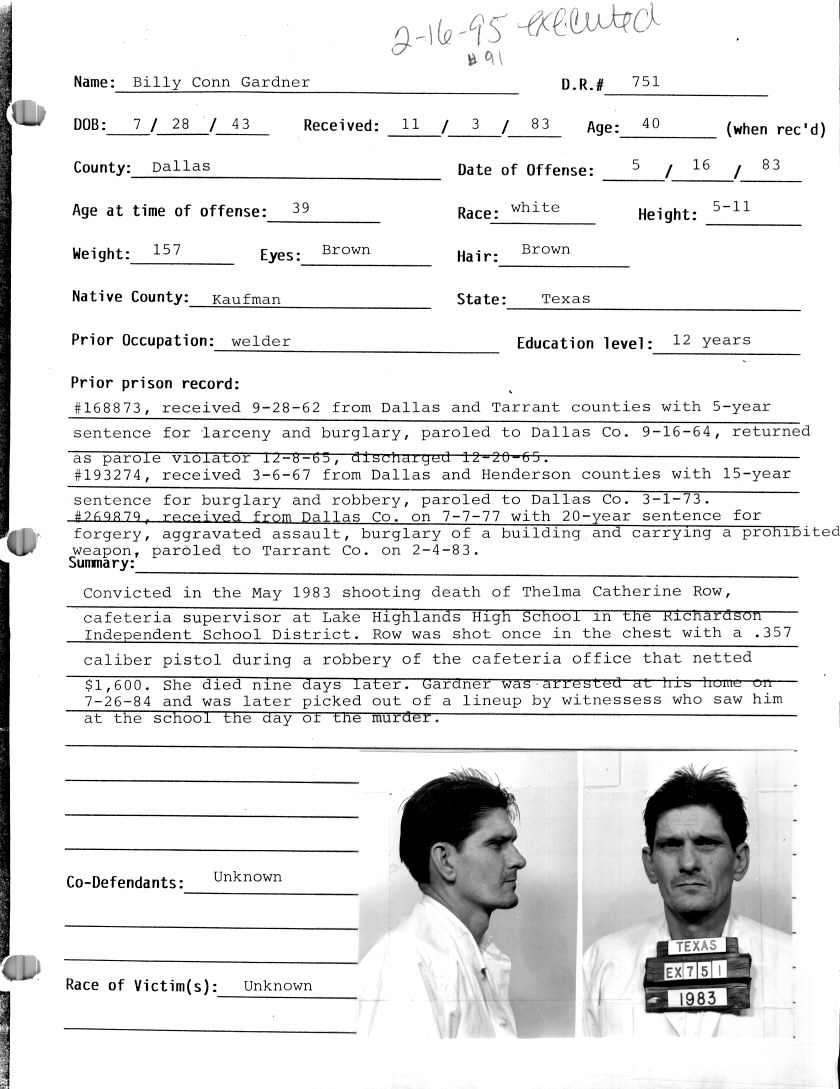 2-16-95 executed
#91
Name: Billy Conn Gardner D.R.# 751
DOB: 7 / 28 / 43 Received: 11 / 3 / 83 Age: 40 (when rec'd)
County: Dallas Date of Offense: 5 / 16 / 83
Age at time of offense: 39 Race: white Height: 5-11
Weight: 157 Eyes: Brown Hair: Brown
Native County: Kaufman State: Texas
Prior Occupation: welder Education level: 12 years
Prior prison record:
#168873, received 9-28-62 from Dallas and Tarrant counties with 5-year
sentence for larceny and burglary, paroled to Dallas Co. 9-16-64, returned
as parole violator 12-8-65, discharged 12-20-65.
#193274, received 3-6-67 from Dallas and Henderson counties with 15-year
sentence for burglary and robbery, paroled to Dallas Co. 3-1-73.
#269879, received from Dallas Co. on 7-7-77 with 20-year sentence for
forgery, aggravated assault, burglary of a building and carrying a prohibited
weapon, paroled to Tarrant Co. on 2-4-83.
Summary:
Convicted in the May 1983 shooting death of Thelma Catherine Row,
cafeteria supervisor at Lake Highlands High School in the Richardson
Independent School District. Row was shot once in the chest with a .357
caliber pistol during a robbery of the cafeteria office that netted
$1,600. She died nine days later. Gardner was arrested at his home on
7-26-84 and was later picked out of a lineup by witnessess who saw him
at the school the day of the murder.
Co-Defendants: Unknown
Race of Victim(s): Unknown
TEXAS
EX 7 5 1
1983